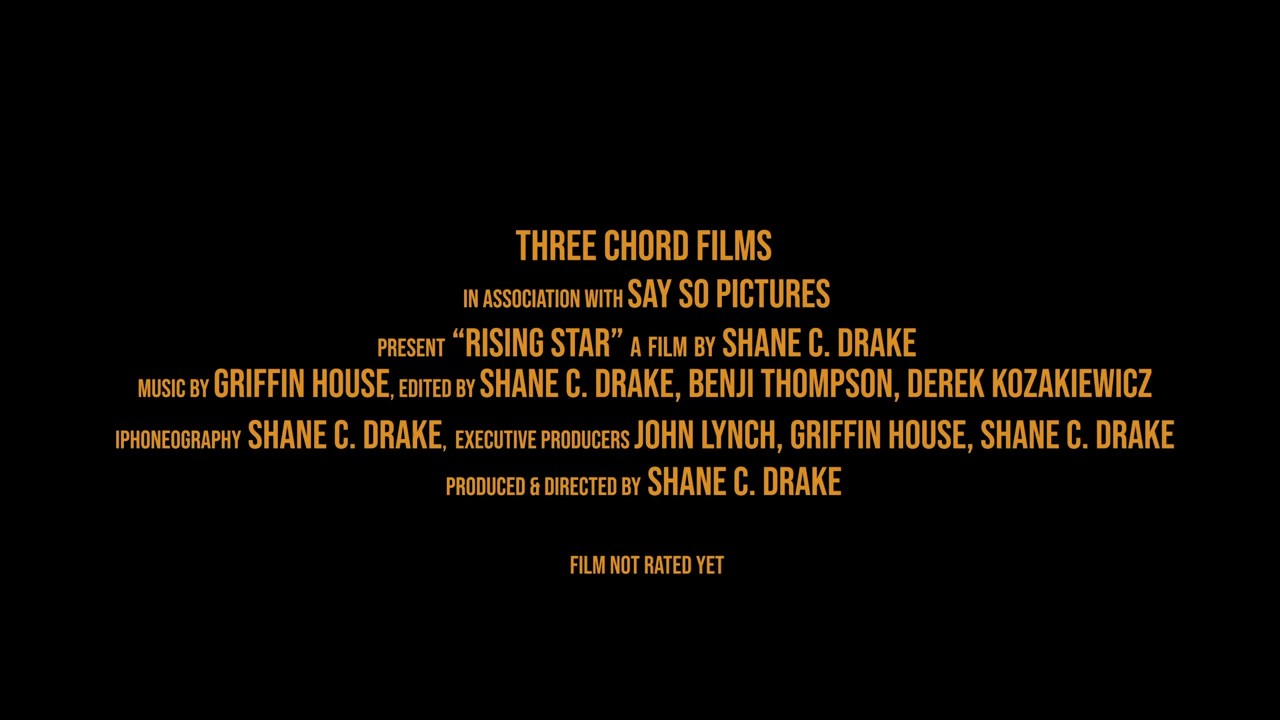 THREE CHORD FILMS
IN ASSOCIATION WITH SAY SO PICTURES
PRESENT “RISING STAR” A FILM BY SHANE C. DRAKE
MUSIC BY GRIFFIN HOUSE, EDITED BY SHANE C. DRAKE, BENJI THOMPSON, DEREK KOZAKIEWICZ
IPHONEOGRAPHY SHANE C. DRAKE, EXECUTIVE PRODUCERS JOHN LYNCH, GRIFFIN HOUSE, SHANE C. DRAKE
PRODUCED & DIRECTED BY SHANE C. DRAKE
FILM NOT RATED YET